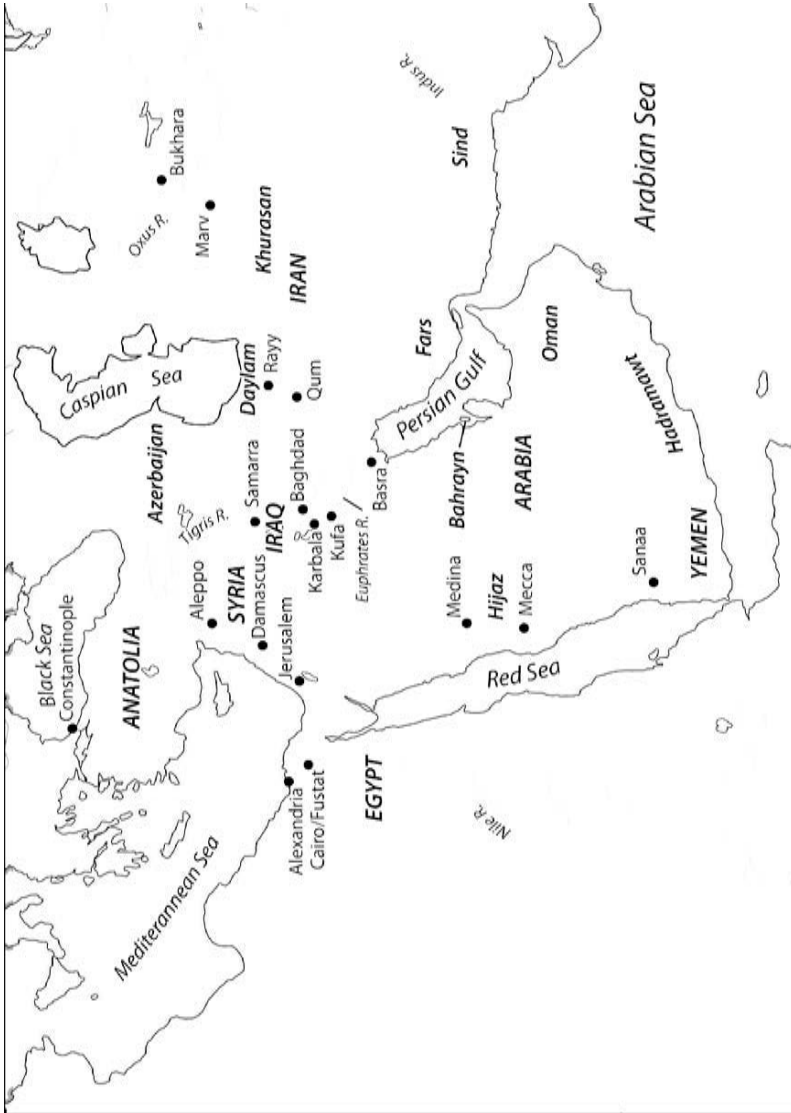 Black Sea
Constantinople
ANATOLIA
Mediterannean Sea
Aleppo
SYRIA
Damascus
Jerusalem
Alexandria
Cairo/Fustat
EGYPT
Nile R.
Azerbaijan
Tigris R.
Samarra
IRAQ
Baghdad
Karbala
Kufa
Euphrates R.
Basra
Caspian Sea
Daylam
Rayy
Qum
Oxus R.
Bukhara
Marv
Khurasan
IRAN
Fars
Sind
Indus R.
Persian Gulf
Bahrayn
ARABIA
Oman
Medina
Hijaz
Mecca
Red Sea
Sanaa
YEMEN
Hadramawt
Arabian Sea